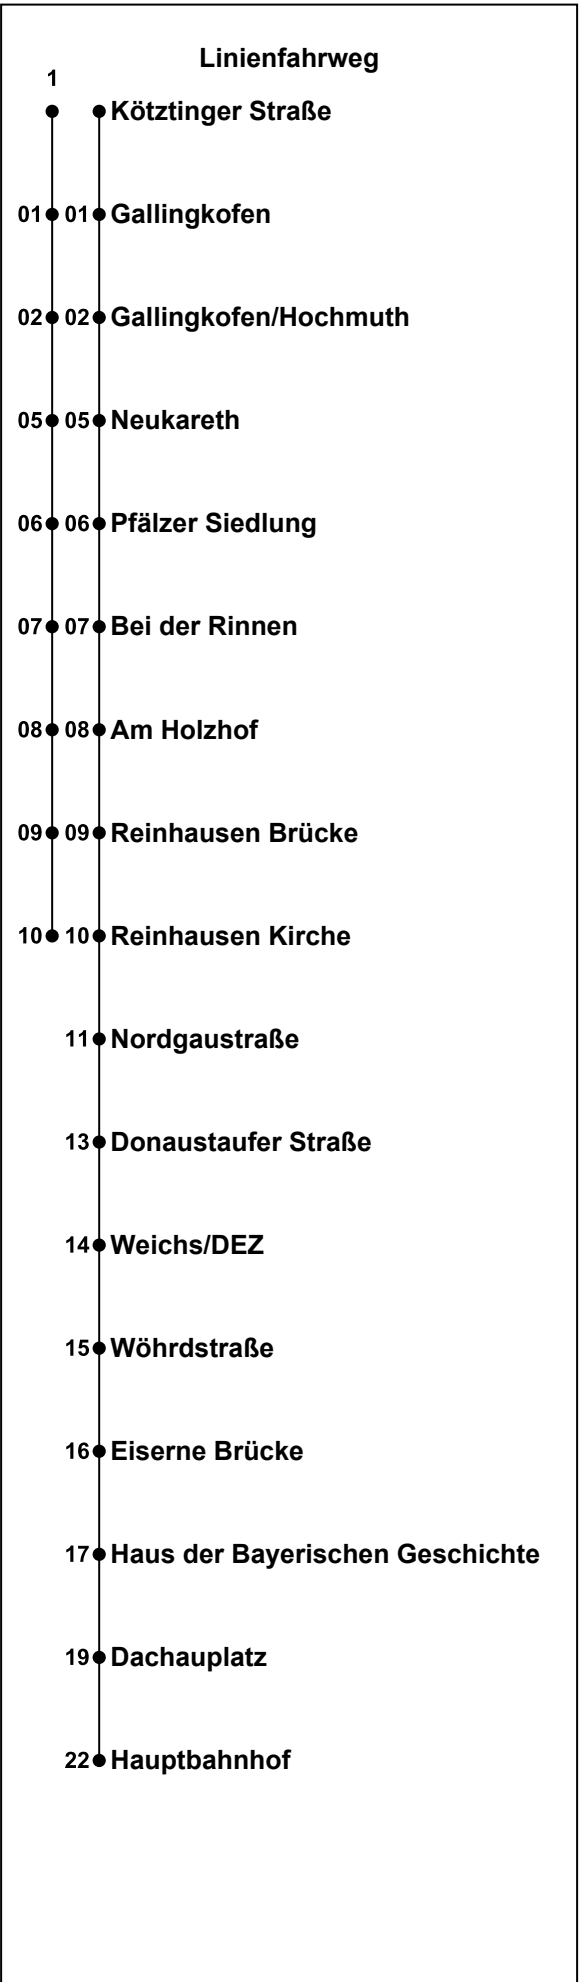 Linienfahrweg
1
Kötztinger Straße
01 01 Gallingkofen
02 02 Gallingkofen/Hochmuth
05 05 Neukareth
06 06 Pfälzer Siedlung
07 07 Bei der Rinnen
08 08 Am Holzhof
09 09 Reinhausen Brücke
10 10 Reinhausen Kirche
11 Nordgaustraße
13 Donaustaufer Straße
14 Weichs/DEZ
15 Wöhrdstraße
16 Eiserne Brücke
17 Haus der Bayerischen Geschichte
19 Dachauplatz
22 Hauptbahnhof